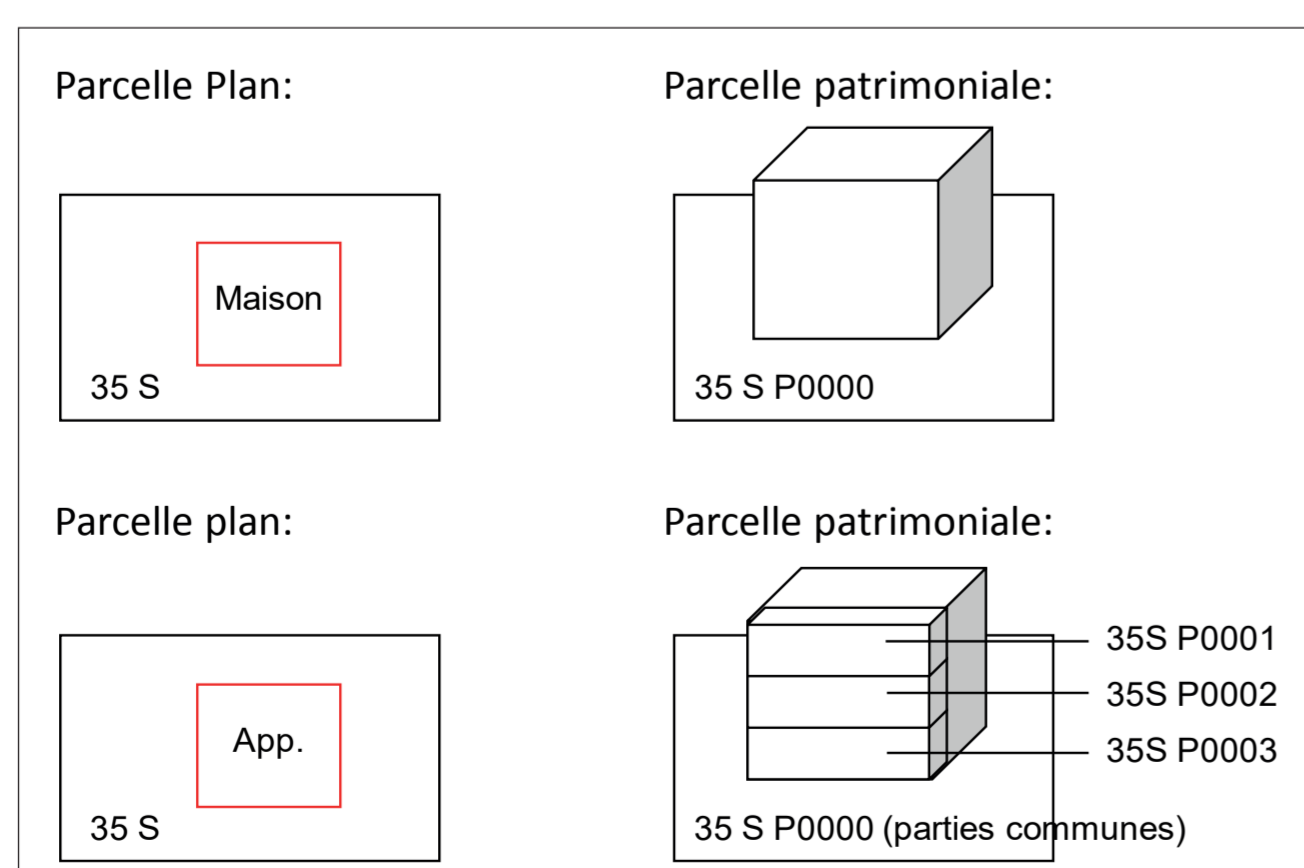 Parcelle Plan:
Parcelle patrimoniale:
Maison
35 S
35 S P0000
Parcelle plan:
Parcelle patrimoniale:
App.
35 S
35S P0001
35S P0002
35S P0003
35 S P0000 (parties communes)